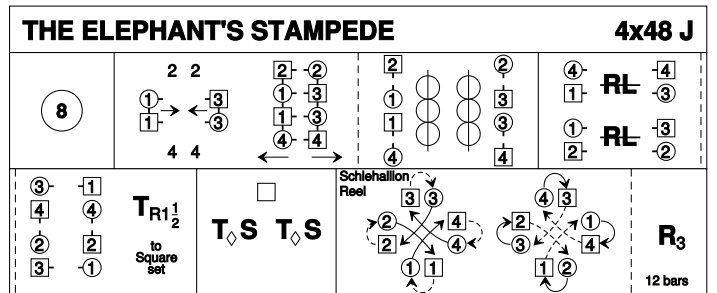 THE ELEPHANT'S STAMPEDE 4x48 J
8
2 2
1 3
1 3
4 4
2 2
1 3
1 3
4 4
2 2
1 3
1 3
4 4
4 RL 4
1 3
1 RL 3
2 2
3 1
4 4
2 2
3 1
TR1½
to
Square
set
T◊S T◊S
Schiehallion
Reel
3 3
2 4
2 4
1 1
4 3
2 1
3 4
1 2
R3
12 bars